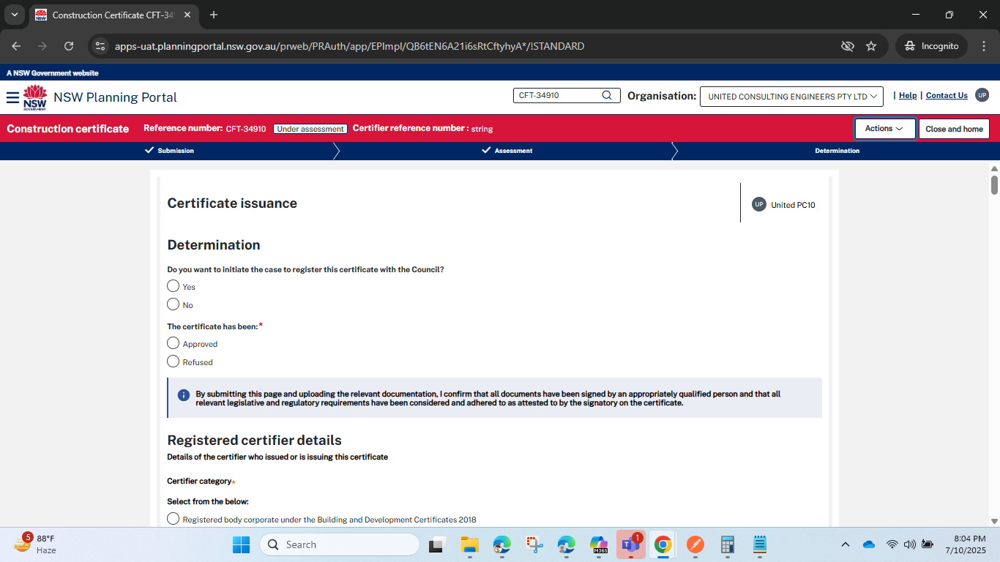 Construction Certificate CFT-34
apps-uat.planningportal.nsw.gov.au/prweb/PRAuth/app/EPImpl/QB6tEN6A21i6sRtCftyhyA*/!STANDARD
Incognito
A NSW Government website
NSW
GOVERNMENT
NSW Planning Portal
CFT-34910
Organisation:
UNITED CONSULTING ENGINEERS PTY LTD
| Help | Contact Us
UP
Construction certificate
Reference number: CFT-34910
Under assessment
Certifier reference number : string
Actions
Close and home
Submission
Assessment
Determination
Certificate issuance
UP
United PC10
Determination
Do you want to initiate the case to register this certificate with the Council?
Yes
No
The certificate has been:*
Approved
Refused
By submitting this page and uploading the relevant documentation, I confirm that all documents have been signed by an appropriately qualified person and that all
relevant legislative and regulatory requirements have been considered and adhered to as attested to by the signatory on the certificate.
Registered certifier details
Details of the certifier who issued or is issuing this certificate
Certifier category*
Select from the below:
Registered body corporate under the Building and Development Certificates 2018
5
88°F
Haze
Search
M365
1
8:04 PM
7/10/2025